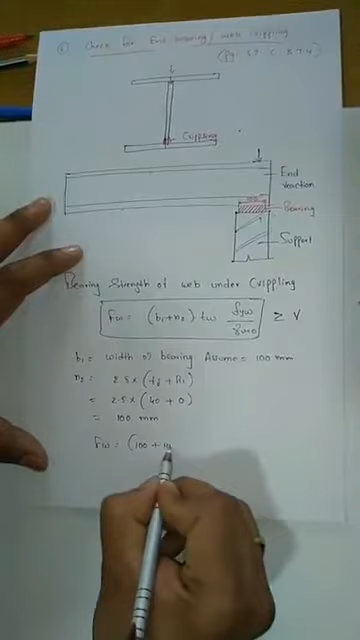 Check for End bearing / web crippling
Crippling
End
reaction
Bearing
Support
Bearing Strength of web under Crippling
Fw = (b1+n2) tw fyw/γm0 ≥ V
b1 = width of bearing Assume = 100 mm
n2 = 2.5 x (tf + R1)
= 2.5 x (40 + 0)
= 100 mm
Fw = (100 + 10